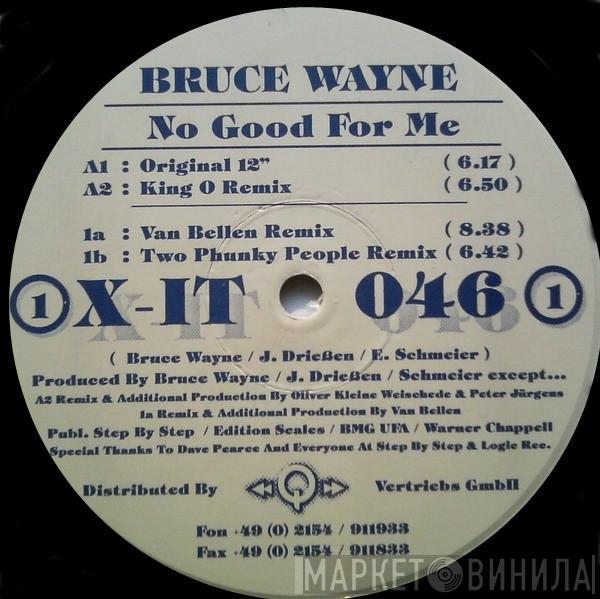 BRUCE WAYNE
No Good For Me
A1 : Original 12" ( 6.17 )
A2 : King O Remix ( 6.50 )
1a : Van Bellen Remix ( 8.38 )
1b : Two Phunky People Remix ( 6.42 )
1 X-IT 046 1
( Bruce Wayne / J. Drießen / E. Schmeier )
Produced By Bruce Wayne / J. Drießen / Schmeier except...
A2 Remix & Additional Production By Oliver Kleine Weischede & Peter Jürgens
1a Remix & Additional Production By Van Bellen
Publ. Step By Step / Edition Scales / BMG UFA / Warner Chappell
Special Thanks To Dave Pearce And Everyone At Step By Step & Logic Rec.
Distributed By Q Vertriebs GmbH
Fon +49 (0) 2154 / 911933
Fax +49 (0) 2154 / 911833
МАРКЕТ ВИНИЛА